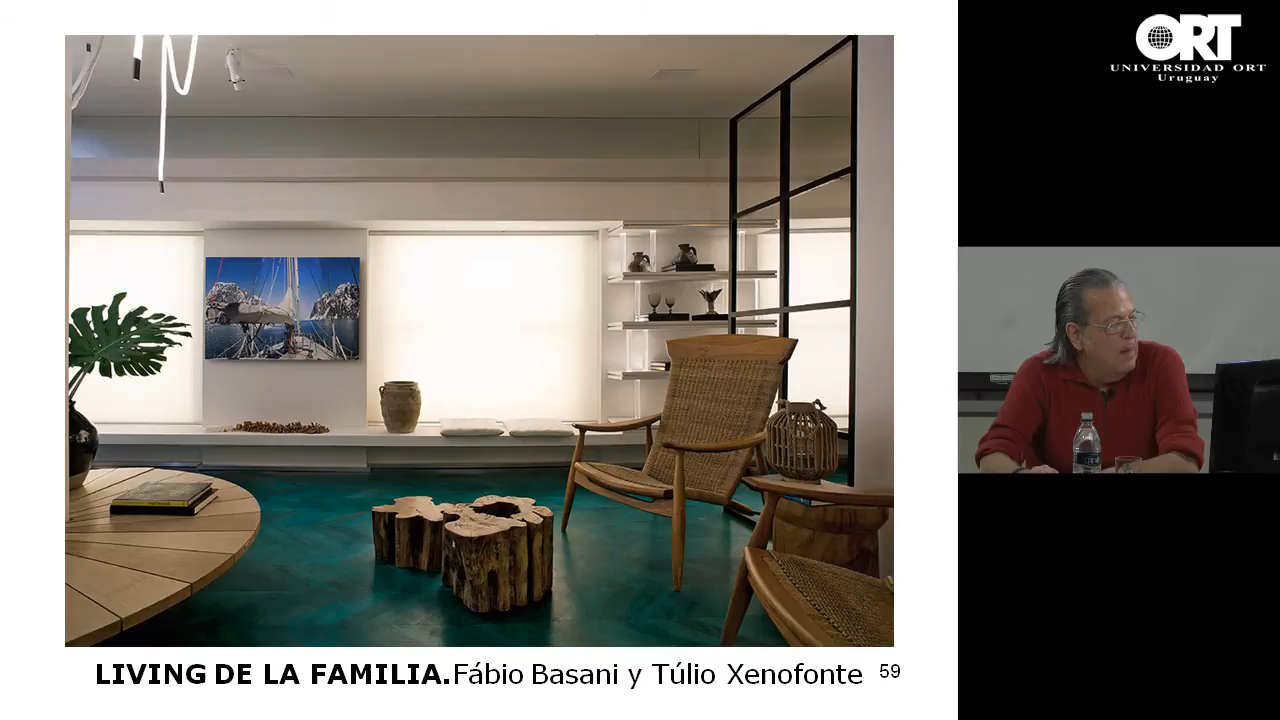 ORT
UNIVERSIDAD ORT
Uruguay
LIVING DE LA FAMILIA.Fábio Basani y Túlio Xenofonte 59